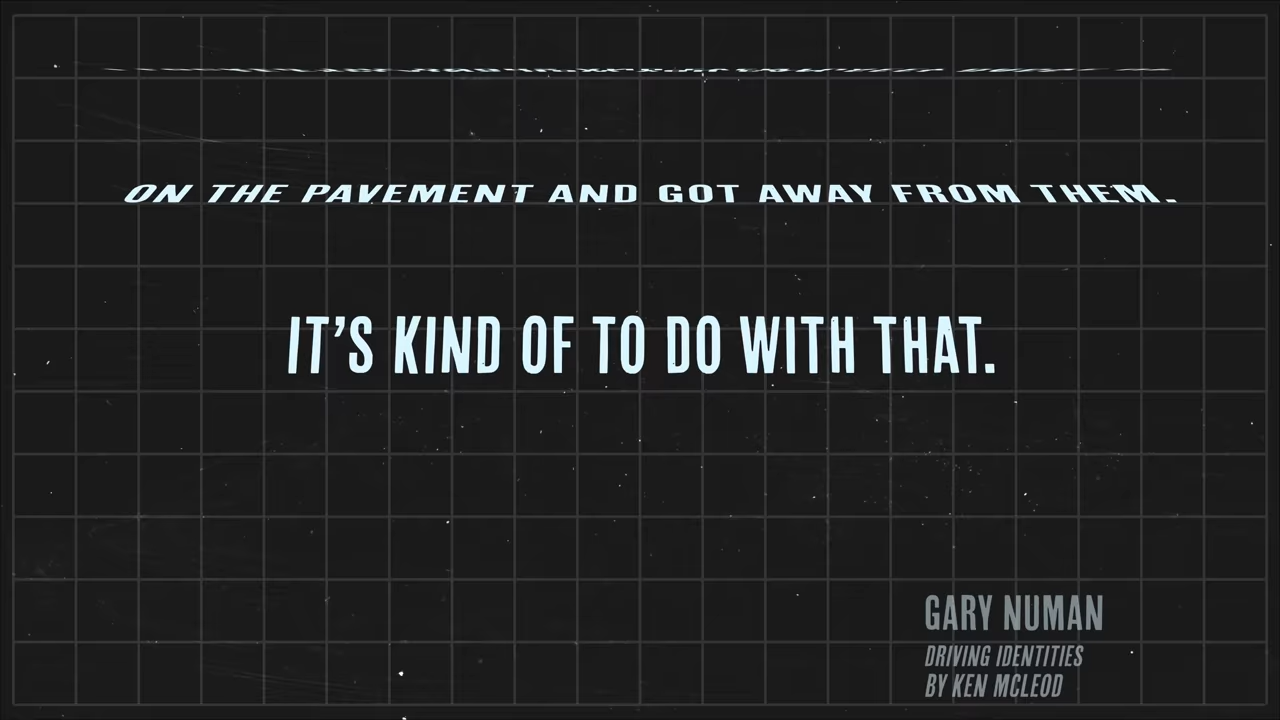 ON THE PAVEMENT AND GOT AWAY FROM THEM.
IT'S KIND OF TO DO WITH THAT.
GARY NUMAN
DRIVING IDENTITIES
BY KEN MCLEOD